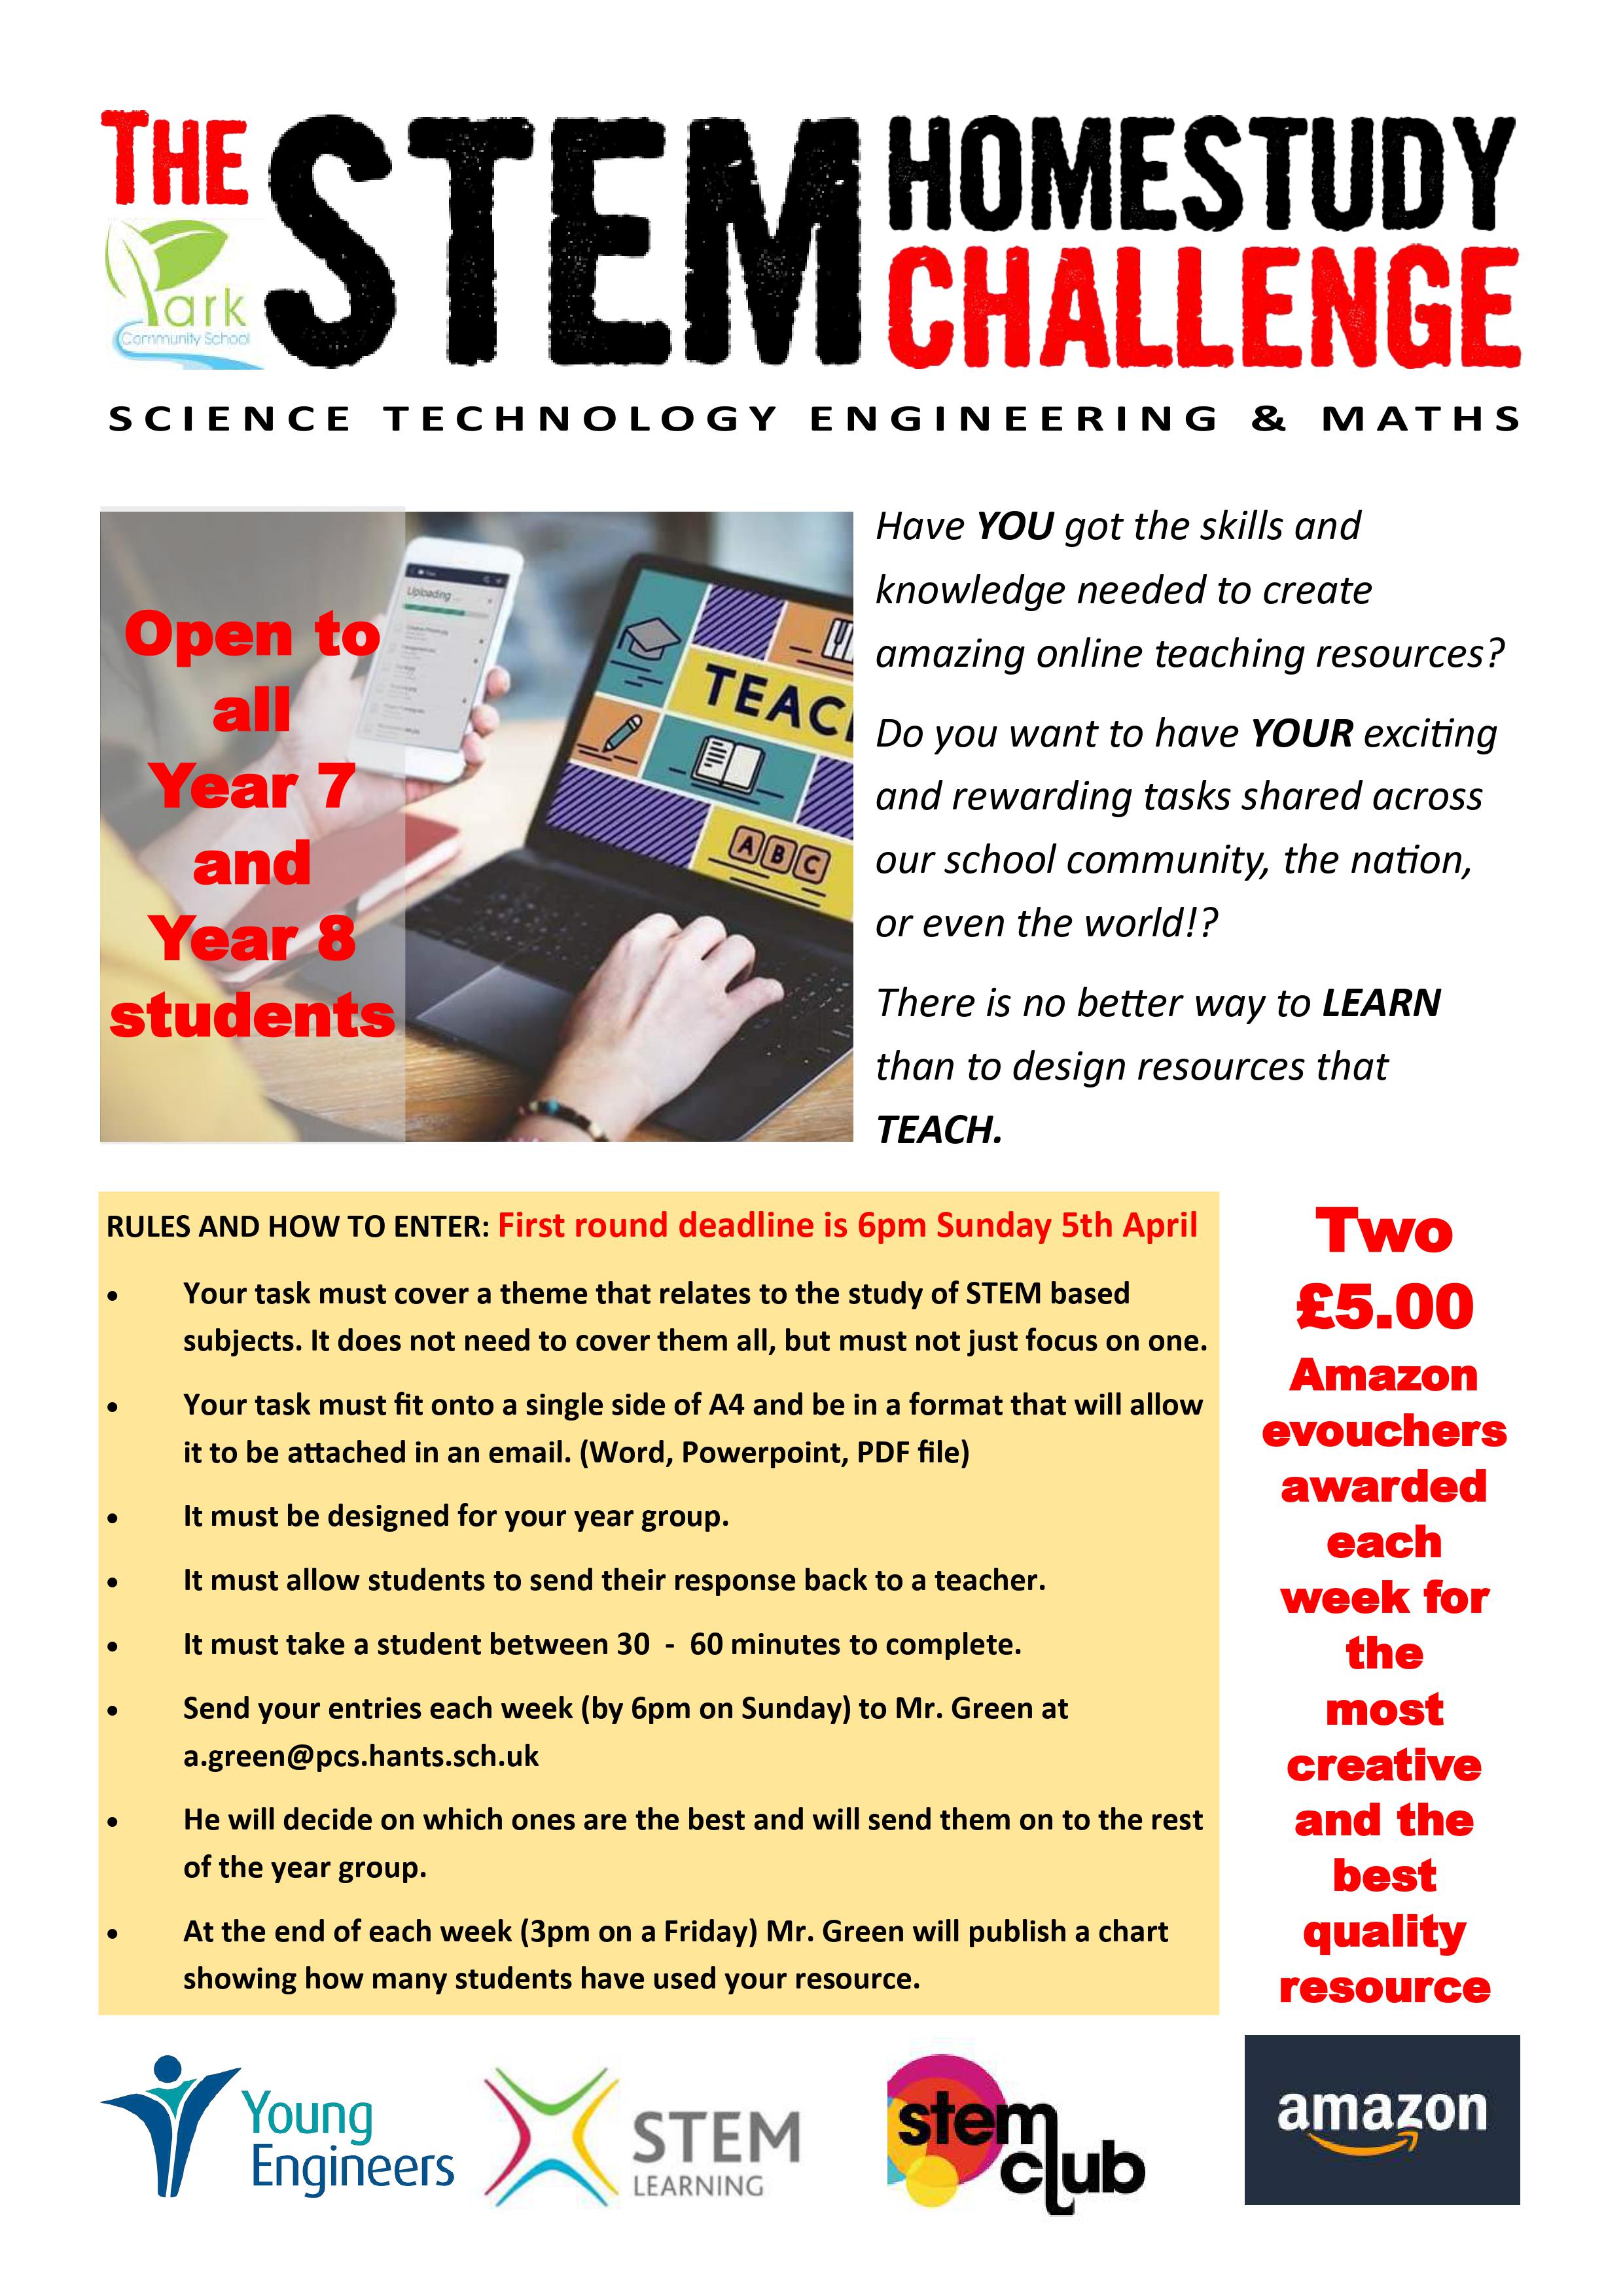 THE STEM HOMESTUDY
CHALLENGE
Park
Community School
SCIENCE TECHNOLOGY ENGINEERING & MATHS
Open to
all
Year 7
and
Year 8
students
Uploading
TEAC
ABC
Have YOU got the skills and
knowledge needed to create
amazing online teaching resources?
Do you want to have YOUR exciting
and rewarding tasks shared across
our school community, the nation,
or even the world!?
There is no better way to LEARN
than to design resources that
TEACH.
RULES AND HOW TO ENTER: First round deadline is 6pm Sunday 5th April
• Your task must cover a theme that relates to the study of STEM based
subjects. It does not need to cover them all, but must not just focus on one.
• Your task must fit onto a single side of A4 and be in a format that will allow
it to be attached in an email. (Word, Powerpoint, PDF file)
• It must be designed for your year group.
• It must allow students to send their response back to a teacher.
• It must take a student between 30 - 60 minutes to complete.
• Send your entries each week (by 6pm on Sunday) to Mr. Green at
a.green@pcs.hants.sch.uk
• He will decide on which ones are the best and will send them on to the rest
of the year group.
• At the end of each week (3pm on a Friday) Mr. Green will publish a chart
showing how many students have used your resource.
Two
£5.00
Amazon
evouchers
awarded
each
week for
the
most
creative
and the
best
quality
resource
Young
Engineers
STEM
LEARNING
stem
club
amazon